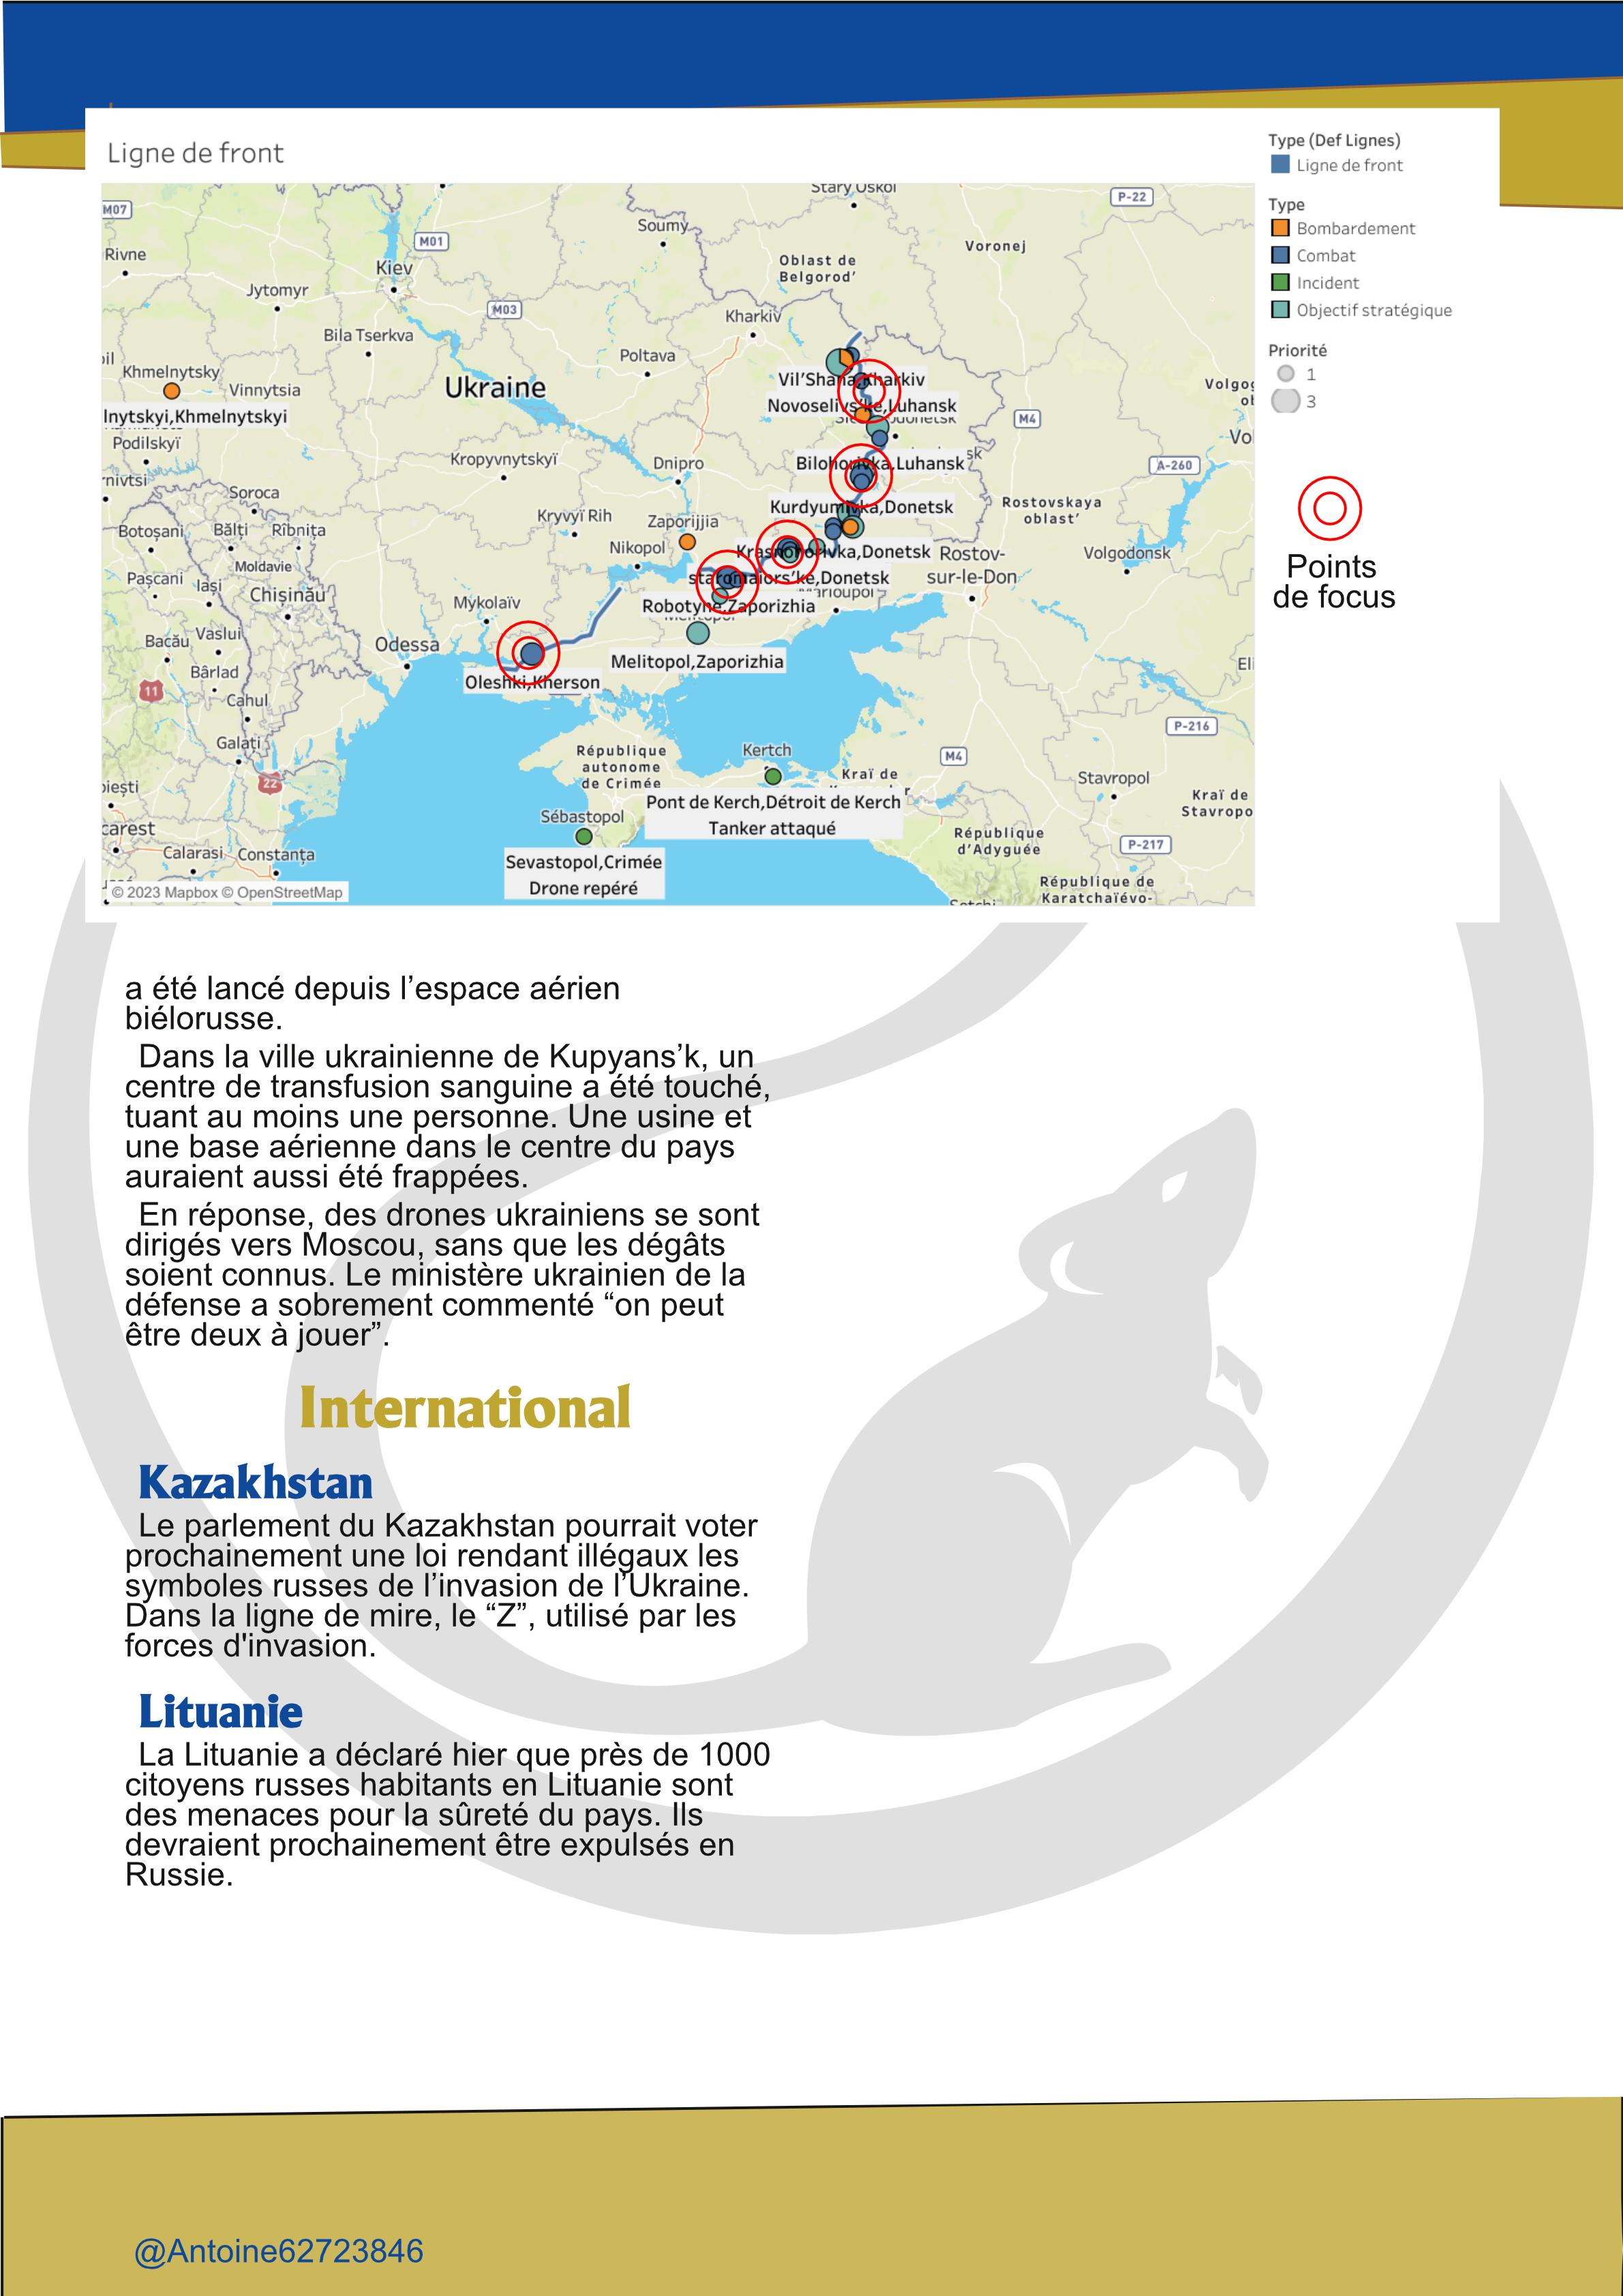 Ligne de front
Type (Def Lignes)
Ligne de front
Type
Bombardement
Combat
Incident
Objectif stratégique
Priorité
1
3
Points
de focus
M07
Stary Oskol
P-22
Soumy
M01
Voronej
Rivne
Oblast de
Belgorod'
Kiev
Jytomyr
M03
Kharkiv
Bila Tserkva
Poltava
Khmelnytsky
Vil'Shana,Kharkiv
Vinnytsia
Ukraine
Novoselivs'ke,Luhansk
lnytskyi,Khmelnytskyi
M4
Podilskyï
Kropyvnytskyï
Dnipro
Bilohorivka,Luhansk
A-260
rnivtsi
Soroca
Kurdyumivka,Donetsk
Rostovskaya
oblast'
Kryvyï Rih
Zaporijjia
Botoșani
Bălți
Rîbnița
Nikopol
Krasnohorivka,Donetsk
Rostov-
sur-le-Don
Volgodonsk
Moldavie
Pașcani
Iași
Chișinău
staromaiors'ke,Donetsk
Marioupol
Mykolaïv
Robotyne,Zaporizhia
Bacău
Vaslui
Odessa
Melitopol,Zaporizhia
Bârlad
Oleshki,Kherson
11
Cahul
P-216
Galați
République
autonome
de Crimée
Kertch
M4
22
Kraï de
Stavropol
Kraï de
Stavropo
Pont de Kerch,Détroit de Kerch
Tanker attaqué
Sébastopol
carest
République
d'Adyguée
P-217
Calarasi
Constanța
Sevastopol,Crimée
Drone repéré
République de
Karatchaïévo-
© 2023 Mapbox © OpenStreetMap
a été lancé depuis l’espace aérien
biélorusse.
Dans la ville ukrainienne de Kupyans’k, un
centre de transfusion sanguine a été touché,
tuant au moins une personne. Une usine et
une base aérienne dans le centre du pays
auraient aussi été frappées.
En réponse, des drones ukrainiens se sont
dirigés vers Moscou, sans que les dégâts
soient connus. Le ministère ukrainien de la
défense a sobrement commenté “on peut
être deux à jouer”.
International
Kazakhstan
Le parlement du Kazakhstan pourrait voter
prochainement une loi rendant illégaux les
symboles russes de l’invasion de l’Ukraine.
Dans la ligne de mire, le “Z”, utilisé par les
forces d'invasion.
Lituanie
La Lituanie a déclaré hier que près de 1000
citoyens russes habitants en Lituanie sont
des menaces pour la sûreté du pays. Ils
devraient prochainement être expulsés en
Russie.
@Antoine62723846